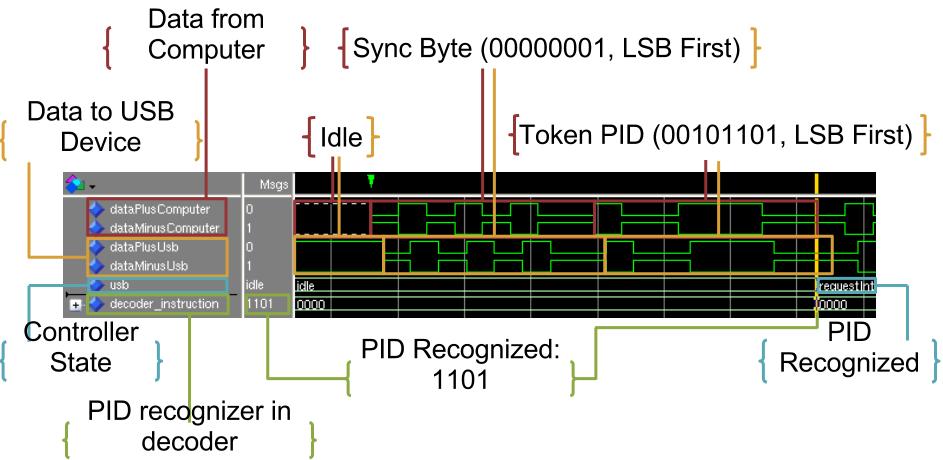 Data from
Computer
Sync Byte (00000001, LSB First)
Data to USB
Device
Idle
Token PID (00101101, LSB First)
Msgs
dataPlusComputer
0
dataMinusComputer
1
dataPlusUsb
0
dataMinusUsb
1
usb
idle
idle
requestInt
decoder_instruction
1101
0000
0000
Controller
State
PID Recognized:
1101
PID
Recognized
PID recognizer in
decoder